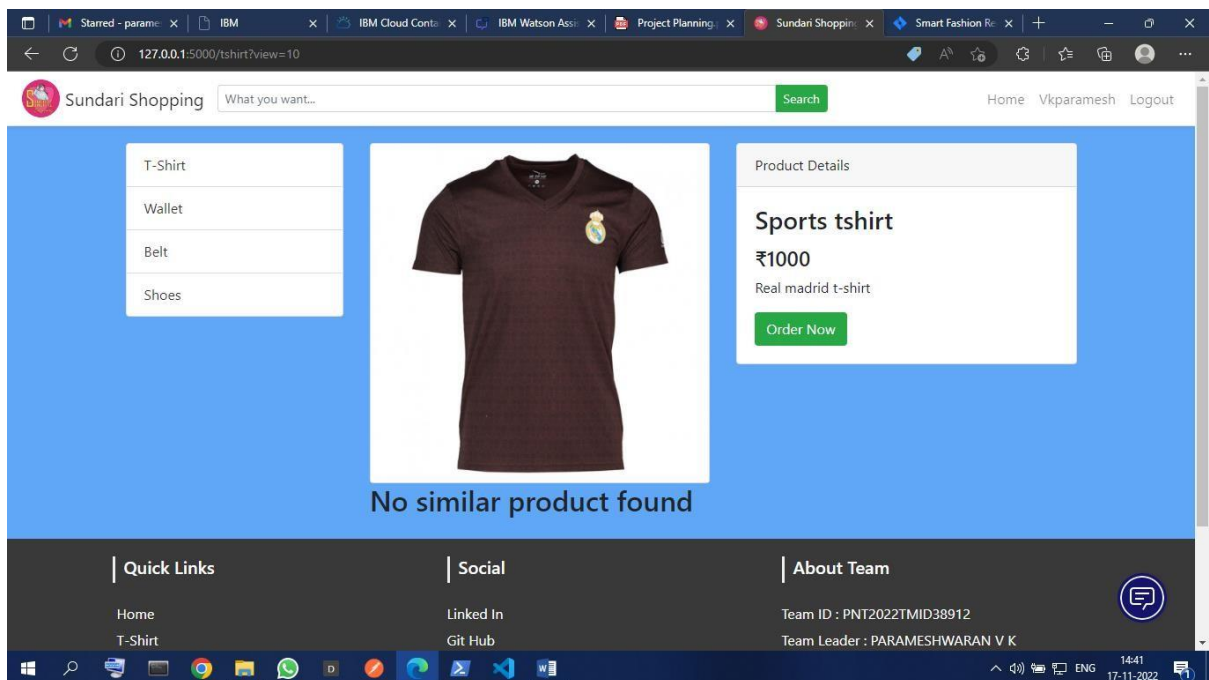 Starred - parame
IBM
IBM Cloud Conta
IBM Watson Assis
Project Planning.
Sundari Shopping
Smart Fashion Re
127.0.0.1:5000/tshirt?view=10
Sundari Shopping
What you want...
Search
Home
Vkparamesh
Logout
T-Shirt
Wallet
Belt
Shoes
Product Details
Sports tshirt
₹1000
Real madrid t-shirt
Order Now
No similar product found
Quick Links
Home
T-Shirt
Social
Linked In
Git Hub
About Team
Team ID : PNT2022TMID38912
Team Leader : PARAMESHWARAN V K
ENG
14:41
17-11-2022